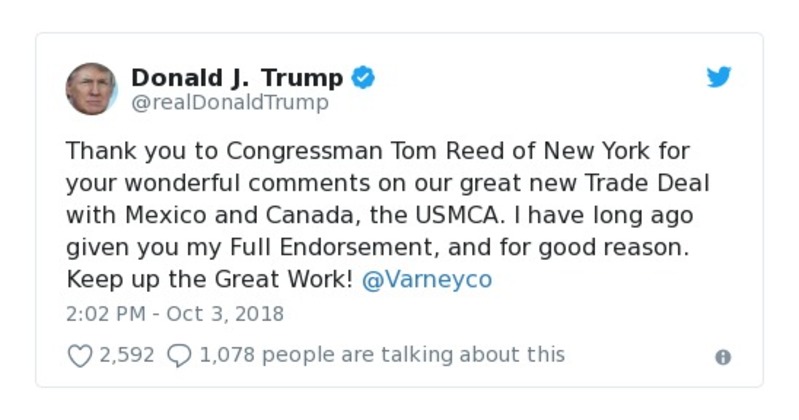 Donald J. Trump
@realDonaldTrump
Thank you to Congressman Tom Reed of New York for
your wonderful comments on our great new Trade Deal
with Mexico and Canada, the USMCA. I have long ago
given you my Full Endorsement, and for good reason.
Keep up the Great Work! @Varneyco
2:02 PM - Oct 3, 2018
2,592 1,078 people are talking about this